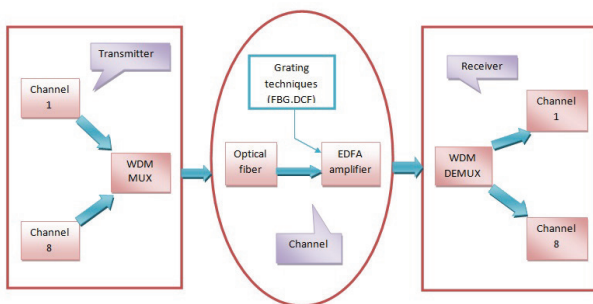 Transmitter
Channel
1
WDM
MUX
Channel
8
Grating
techniques
(FBG,DCF)
Optical
fiber
EDFA
amplifier
Channel
Receiver
Channel
1
WDM
DEMUX
Channel
8